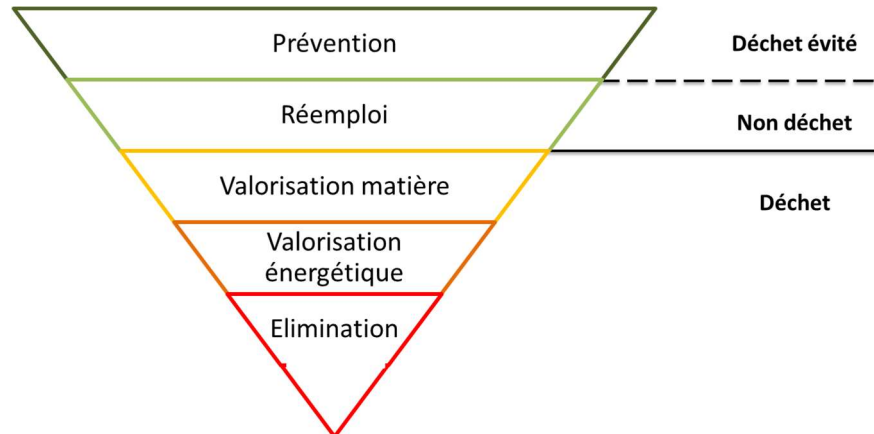 Prévention
Déchet évité
Réemploi
Non déchet
Valorisation matière
Déchet
Valorisation
énergétique
Elimination